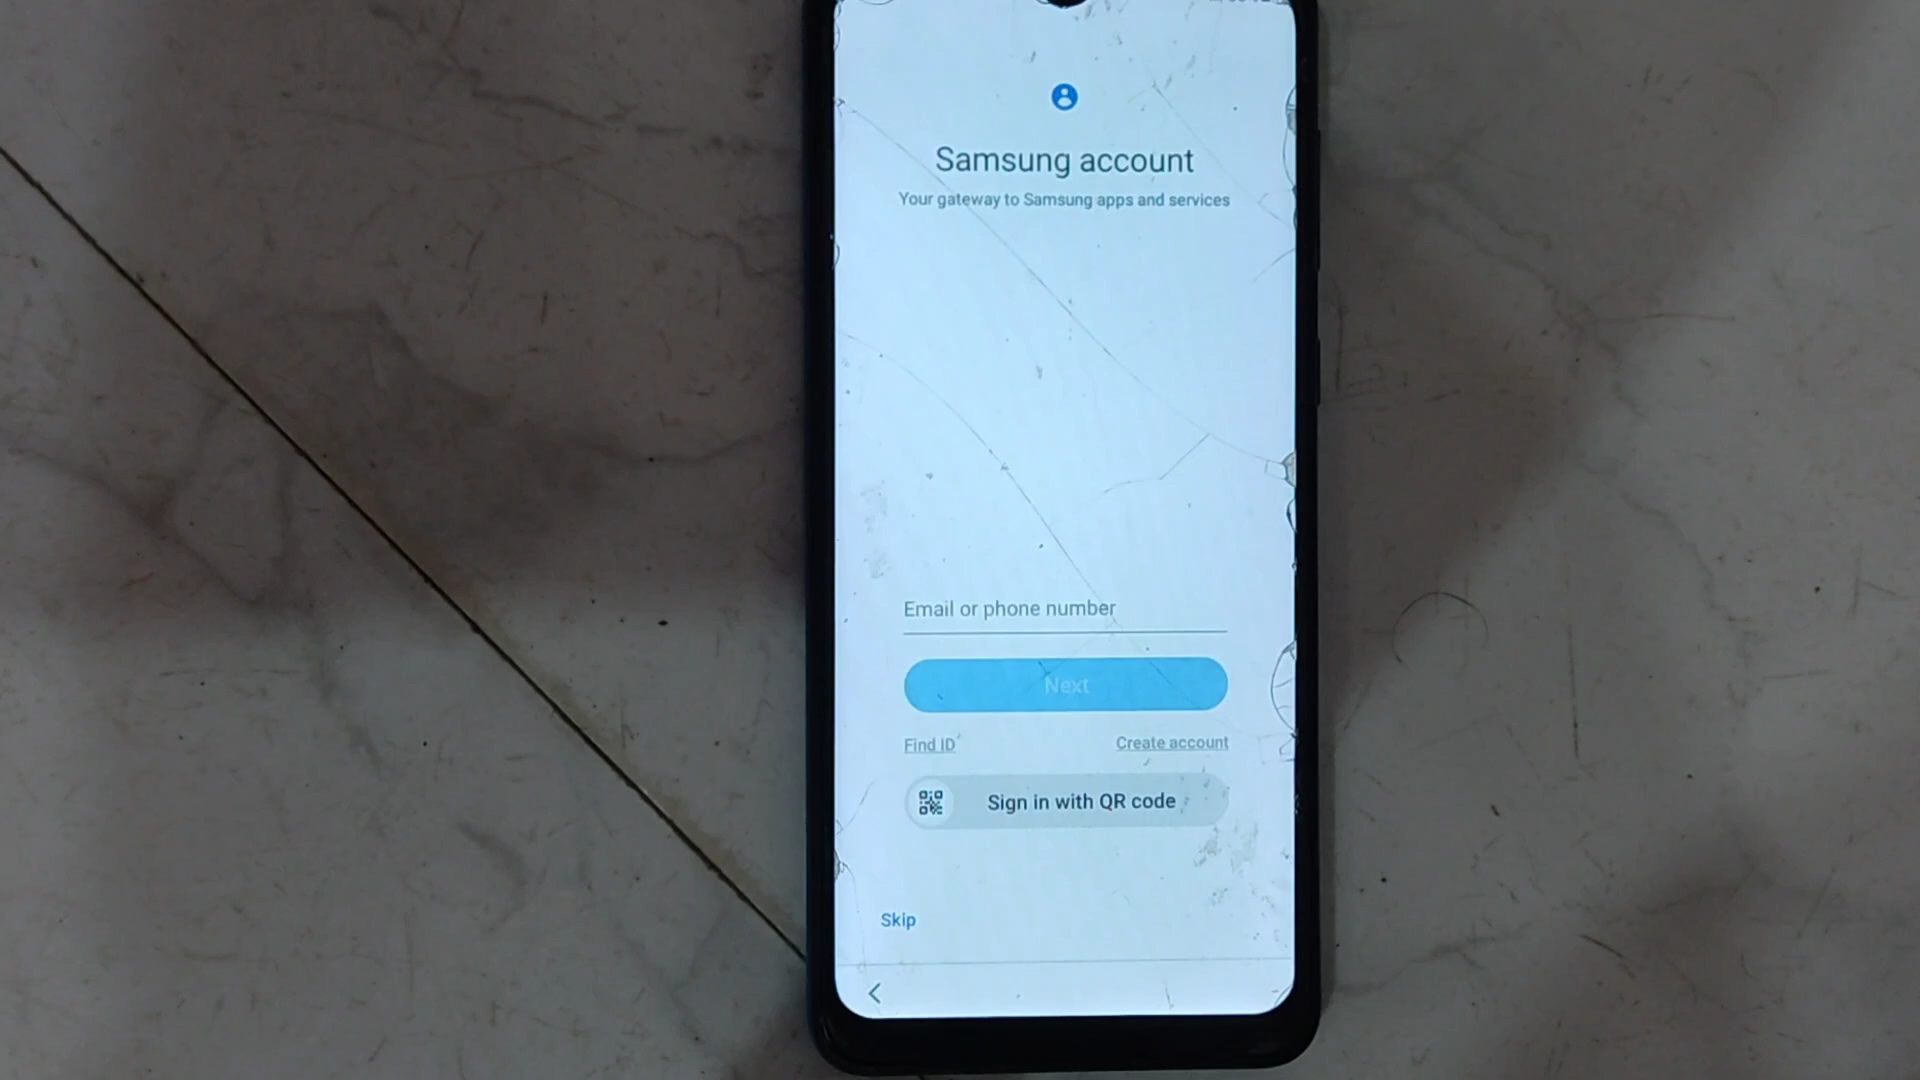 Samsung account
Your gateway to Samsung apps and services
Email or phone number
Next
Find ID
Create account
Sign in with QR code
Skip